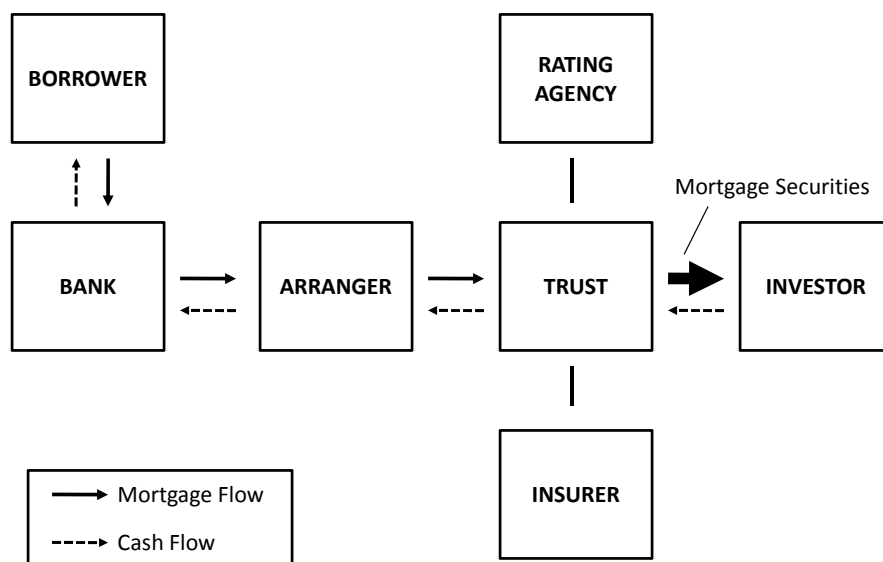 BORROWER
RATING
AGENCY
Mortgage Securities
BANK
ARRANGER
TRUST
INVESTOR
INSURER
Mortgage Flow
Cash Flow